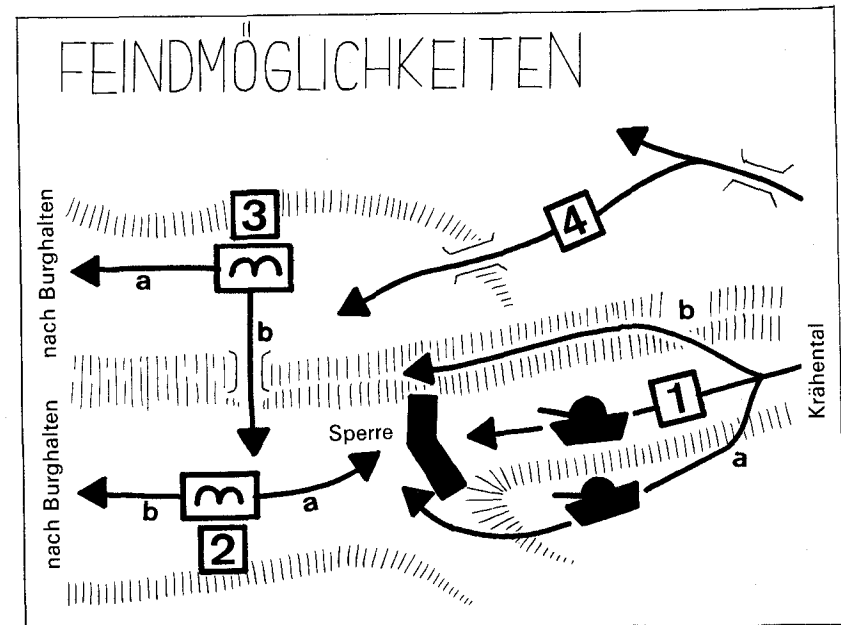 FEINDMÖGLICHKEITEN
nach Burghalten
3
a
b
4
b
1
a
Krähental
Sperre
nach Burghalten
b
a
2